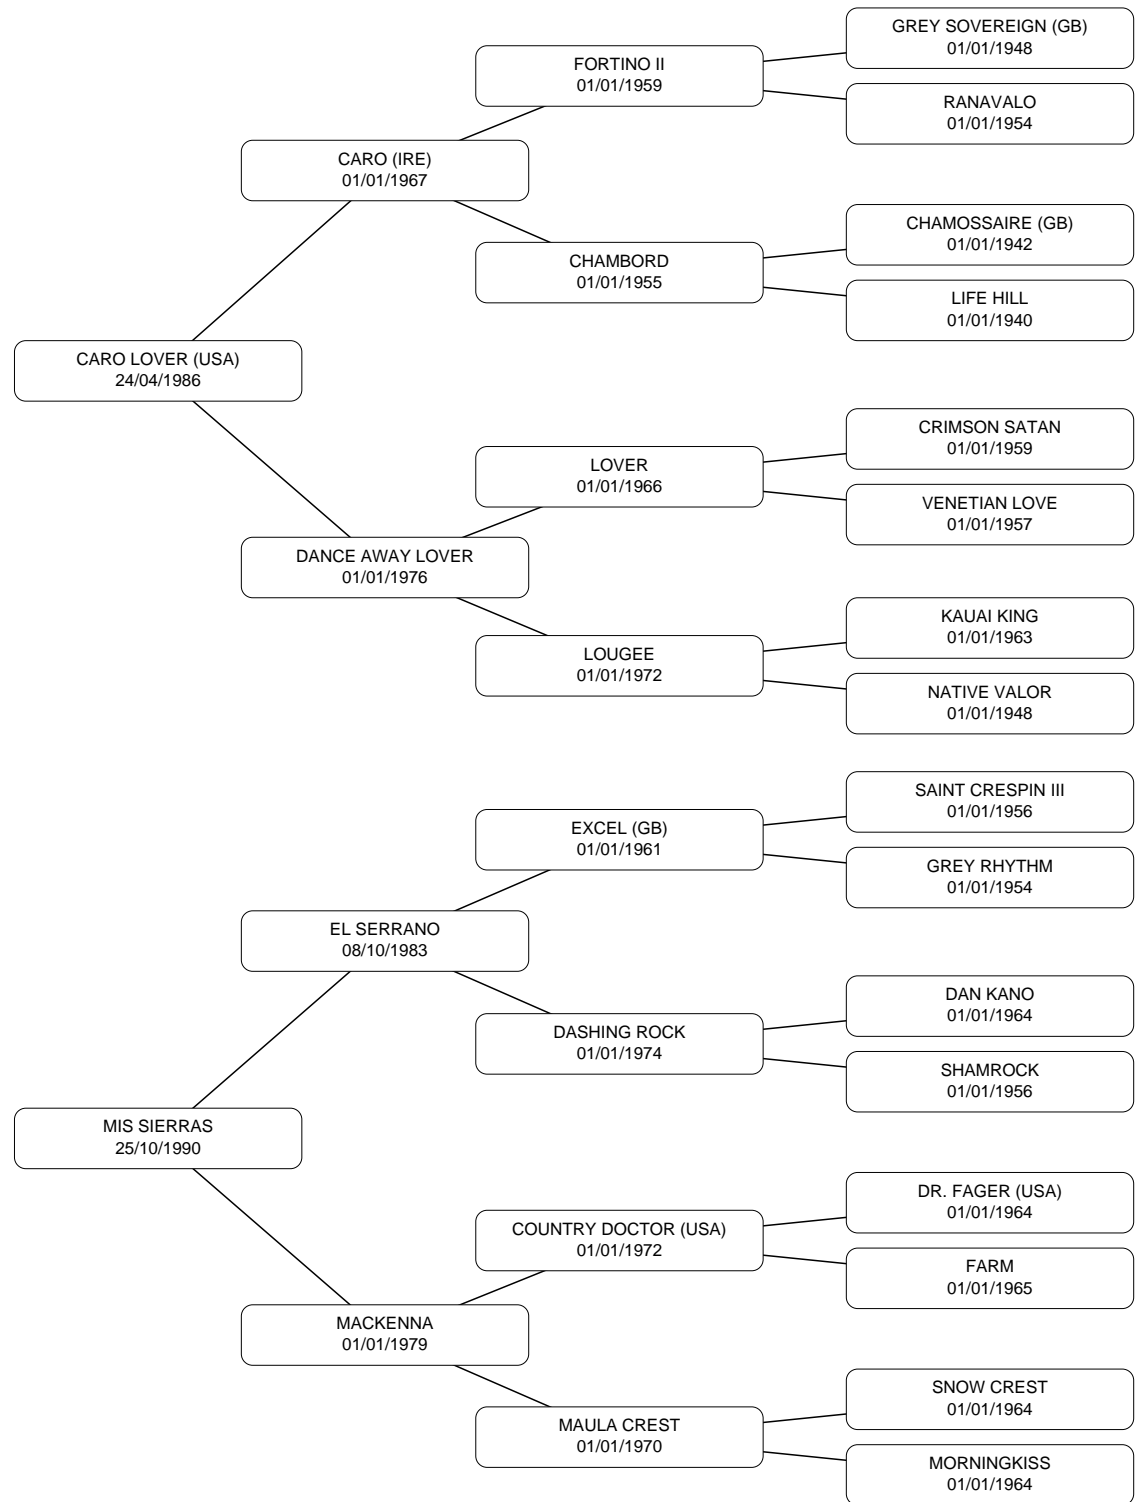 GREY SOVEREIGN (GB)
01/01/1948
FORTINO II
01/01/1959
RANAVALO
01/01/1954
CARO (IRE)
01/01/1967
CHAMOSSAIRE (GB)
01/01/1942
CHAMBORD
01/01/1955
LIFE HILL
01/01/1940
CARO LOVER (USA)
24/04/1986
CRIMSON SATAN
01/01/1959
LOVER
01/01/1966
VENETIAN LOVE
01/01/1957
DANCE AWAY LOVER
01/01/1976
KAUAI KING
01/01/1963
LOUGEE
01/01/1972
NATIVE VALOR
01/01/1948
SAINT CRESPIN III
01/01/1956
EXCEL (GB)
01/01/1961
GREY RHYTHM
01/01/1954
EL SERRANO
08/10/1983
DAN KANO
01/01/1964
DASHING ROCK
01/01/1974
SHAMROCK
01/01/1956
MIS SIERRAS
25/10/1990
DR. FAGER (USA)
01/01/1964
COUNTRY DOCTOR (USA)
01/01/1972
FARM
01/01/1965
MACKENNA
01/01/1979
SNOW CREST
01/01/1964
MAULA CREST
01/01/1970
MORNINGKISS
01/01/1964